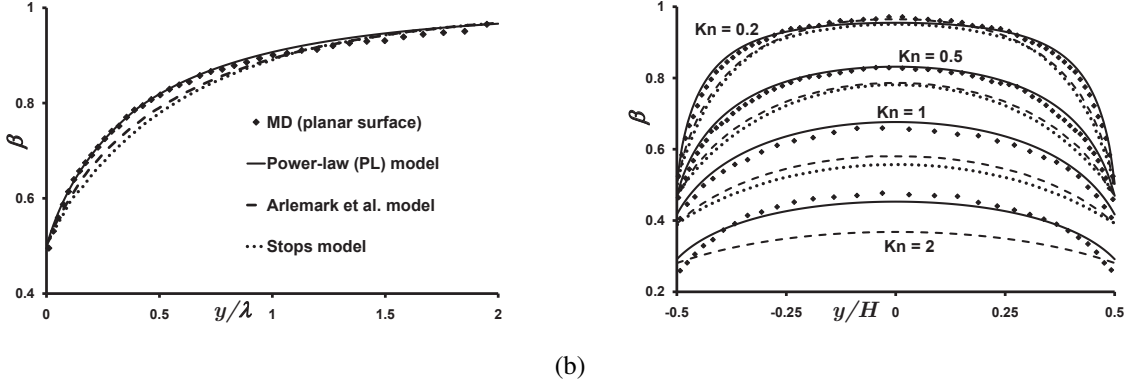 1
0.8
0.6
0.4
β
0
0.5
1
1.5
2
y/λ
MD (planar surface)
Power-law (PL) model
Arlemark et al. model
Stops model
1
0.8
0.6
0.4
0.2
β
Kn = 0.2
Kn = 0.5
Kn = 1
Kn = 2
-0.5
-0.25
0
0.25
0.5
y/H
(b)